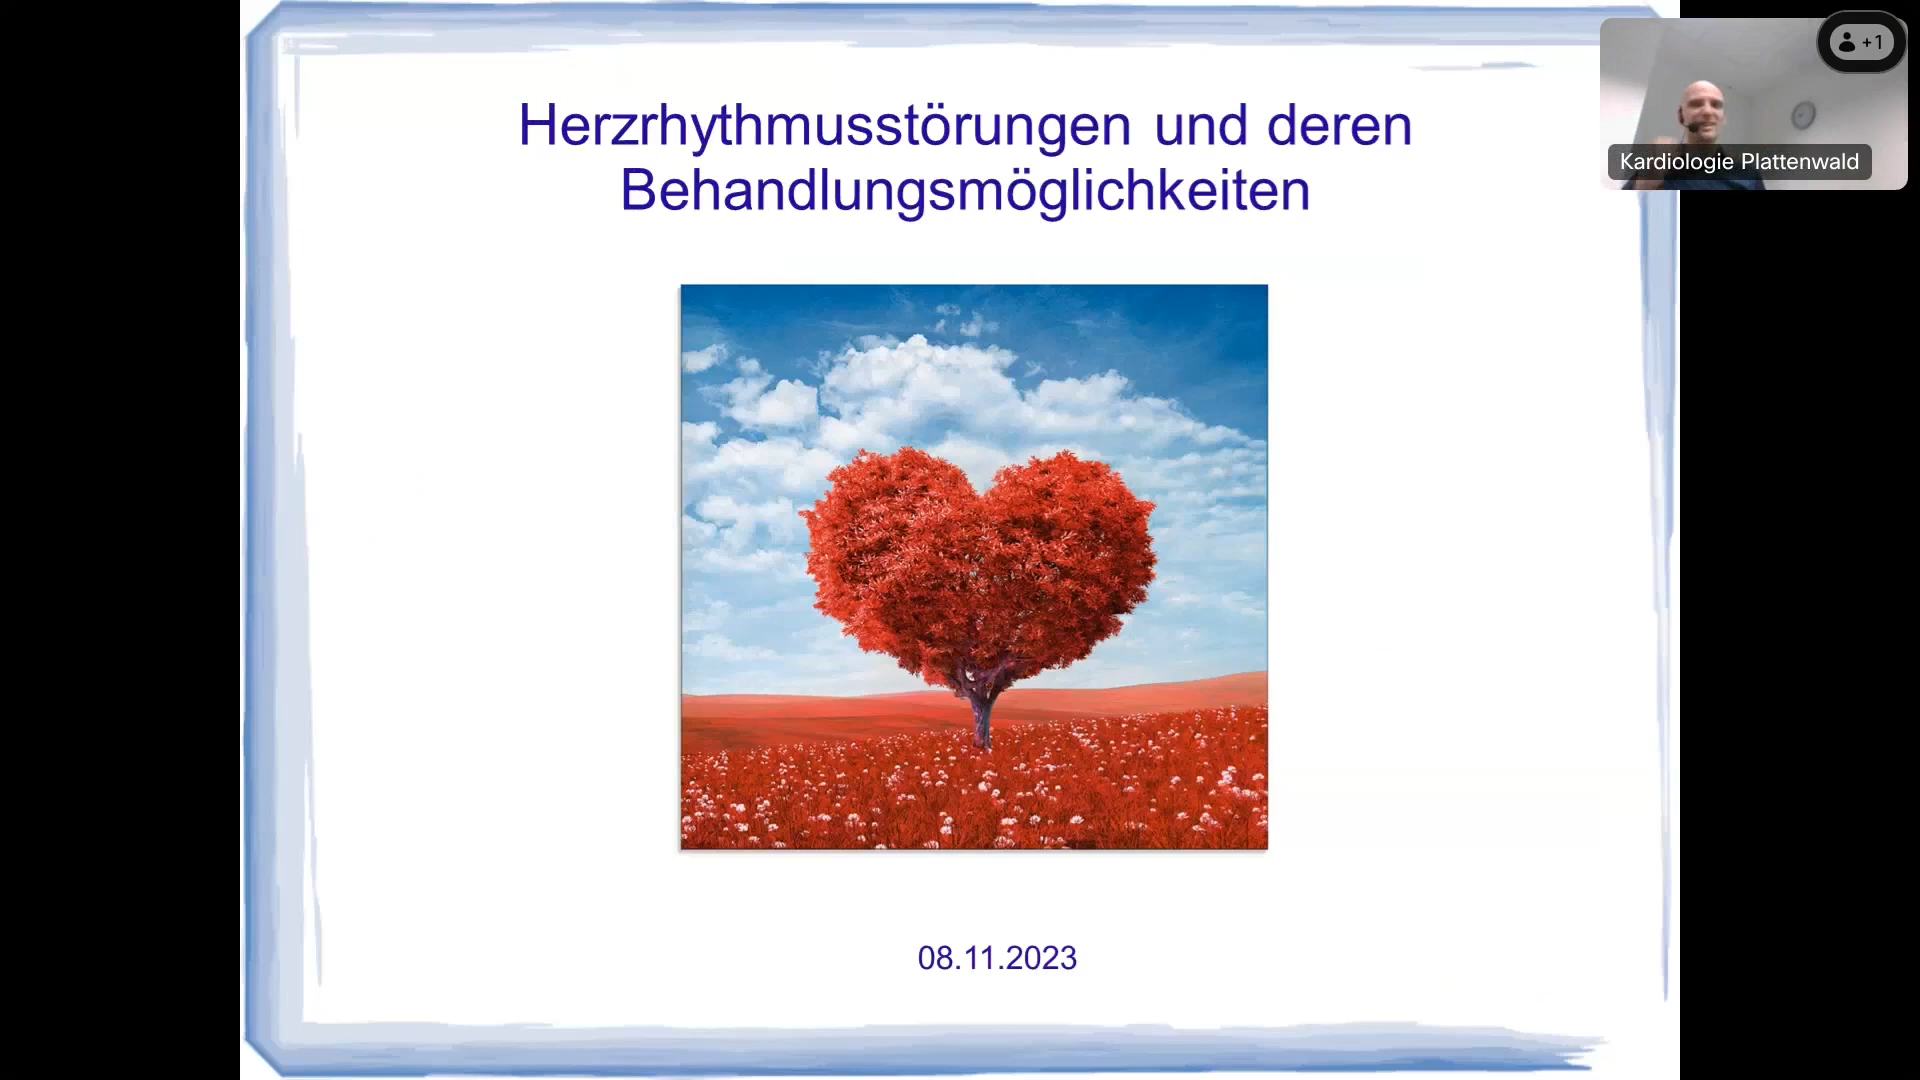 Herzrhythmusstörungen und deren
Behandlungsmöglichkeiten
+1
Kardiologie Plattenwald
08.11.2023